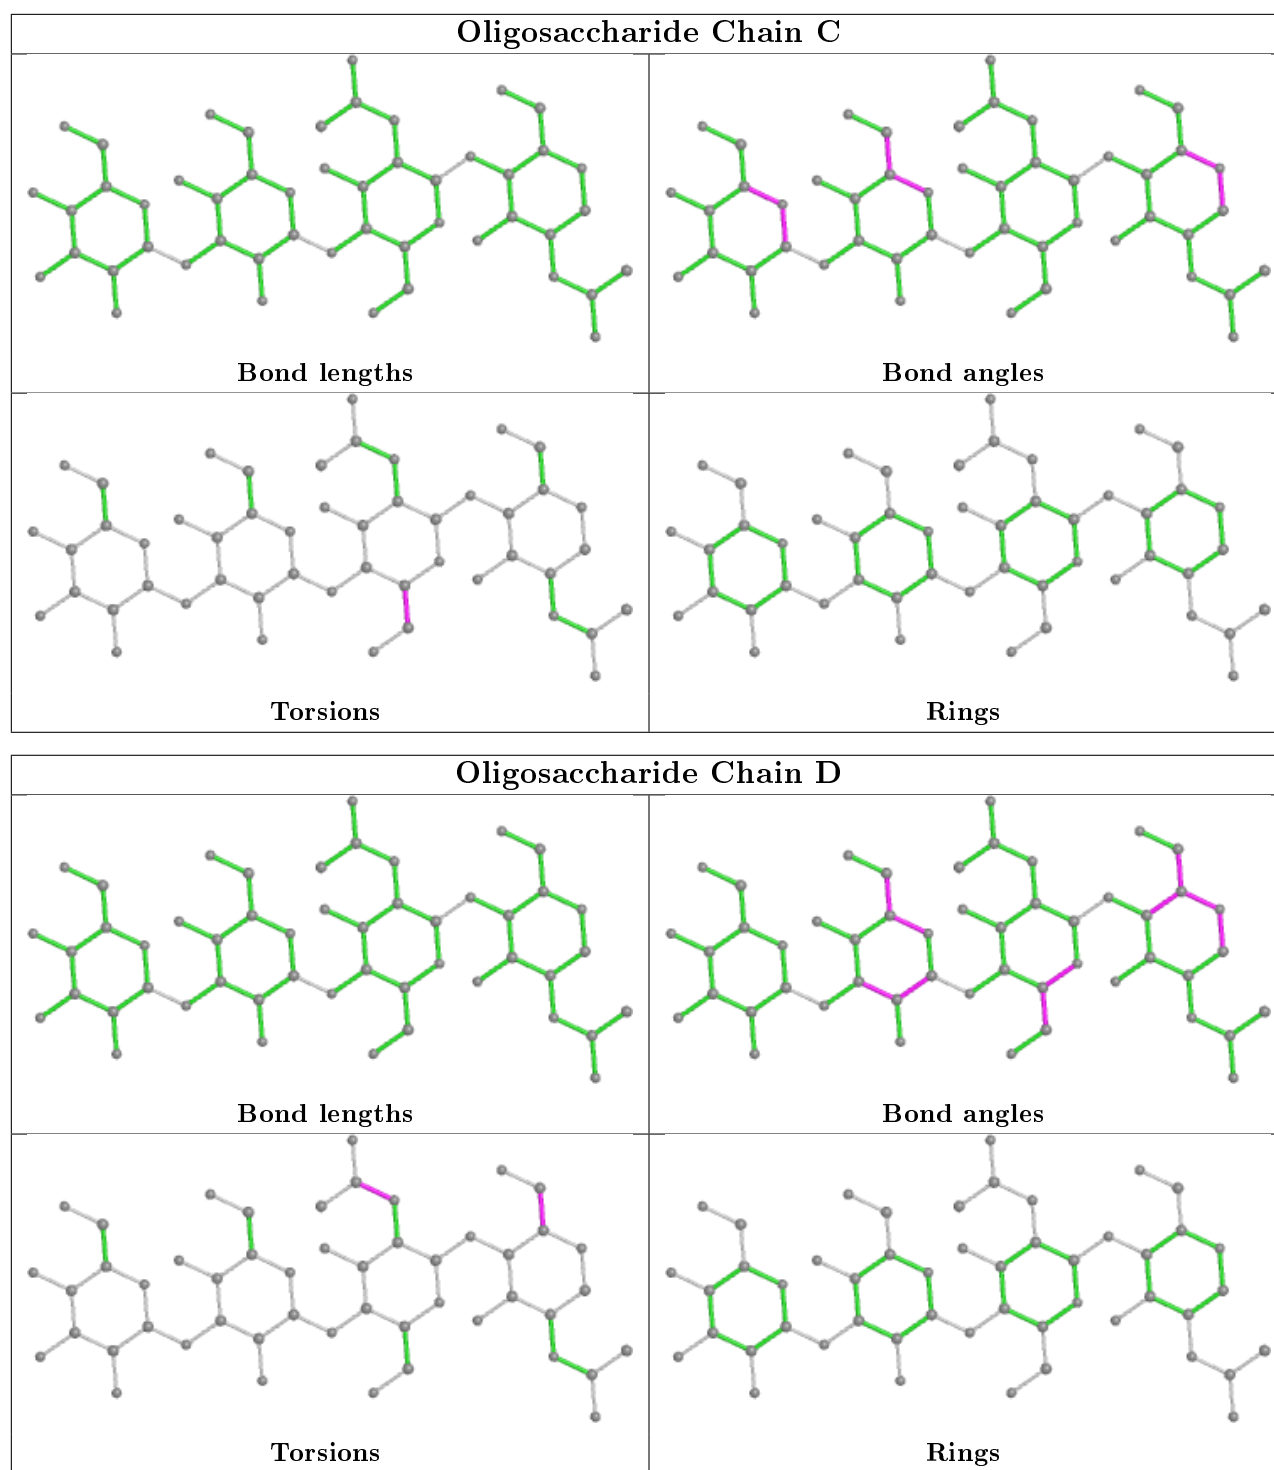 Oligosaccharide Chain C
Bond lengths
Bond angles
Torsions
Rings
Oligosaccharide Chain D
Bond lengths
Bond angles
Torsions
Rings